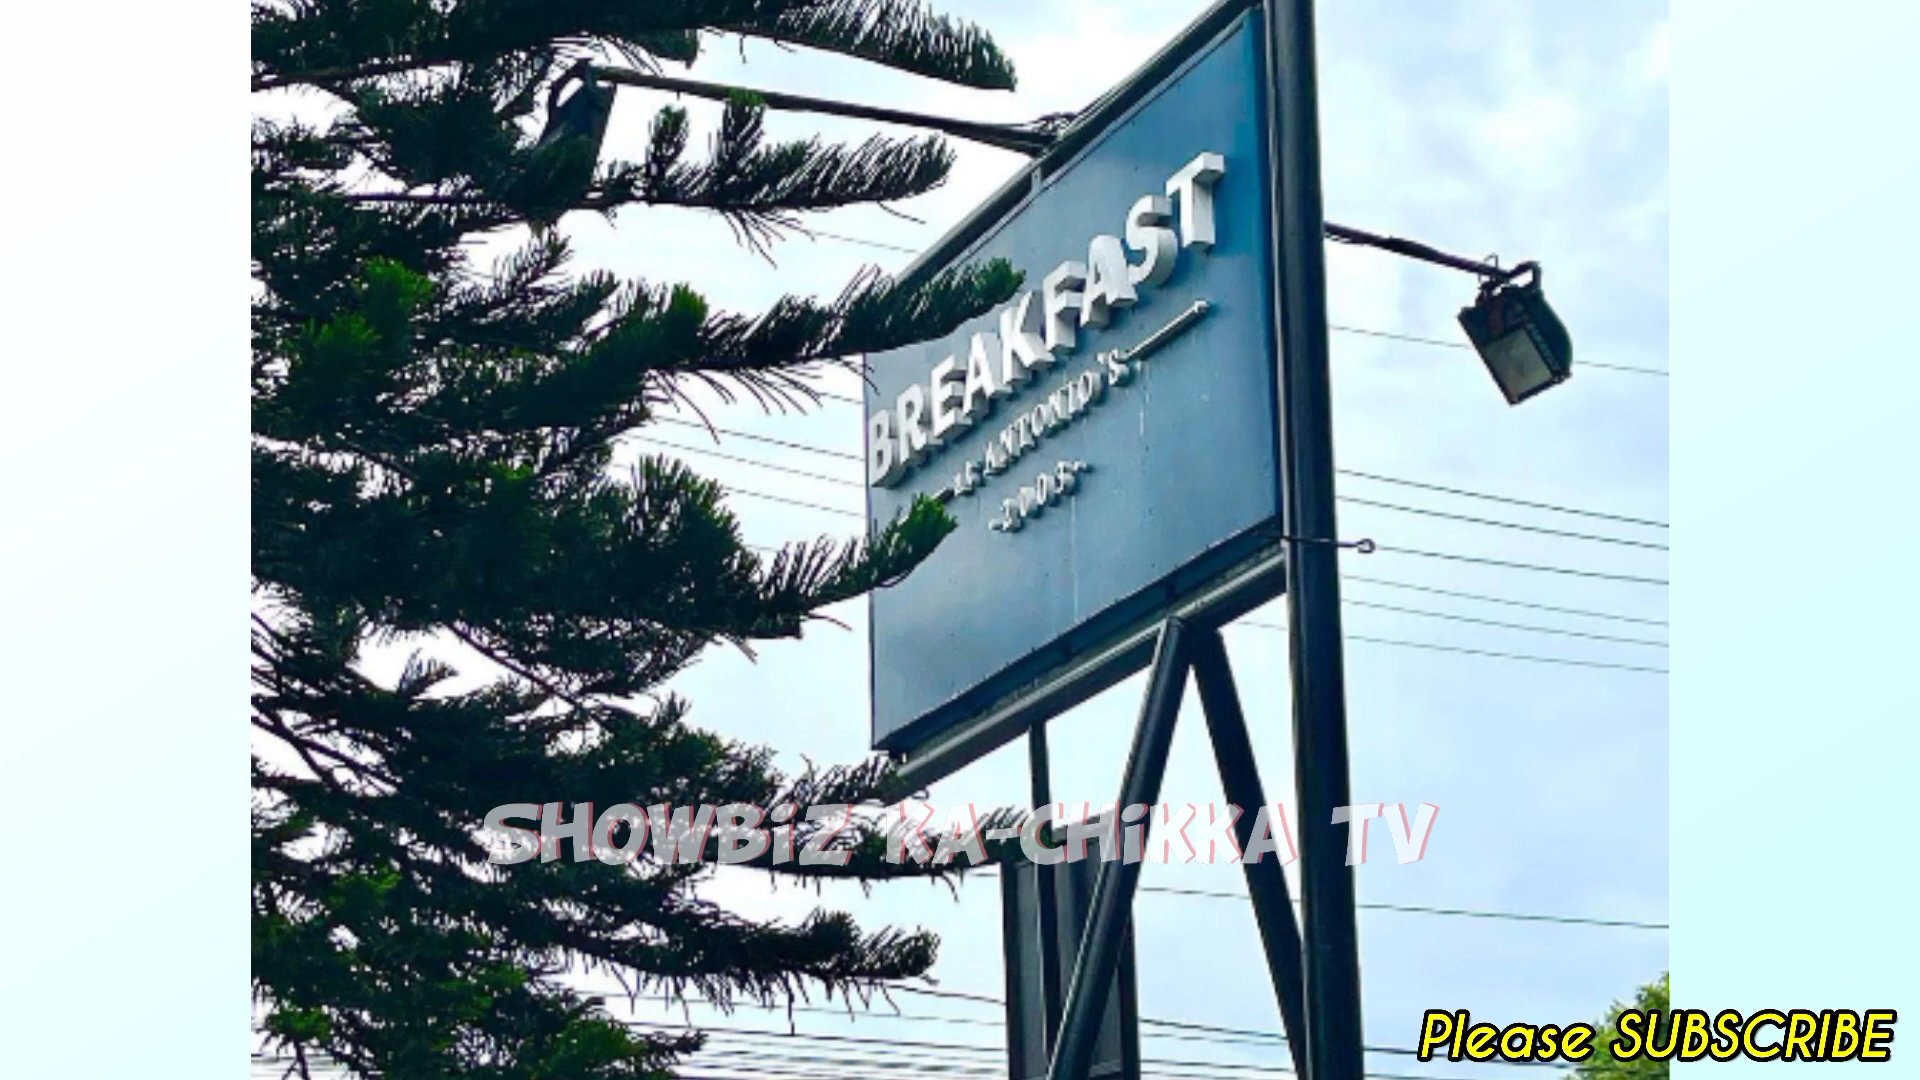 BREAKFAST
at ANTONIO'S
-2005-
SHOWBiZ KA-CHiKKA TV
Please SUBSCRIBE